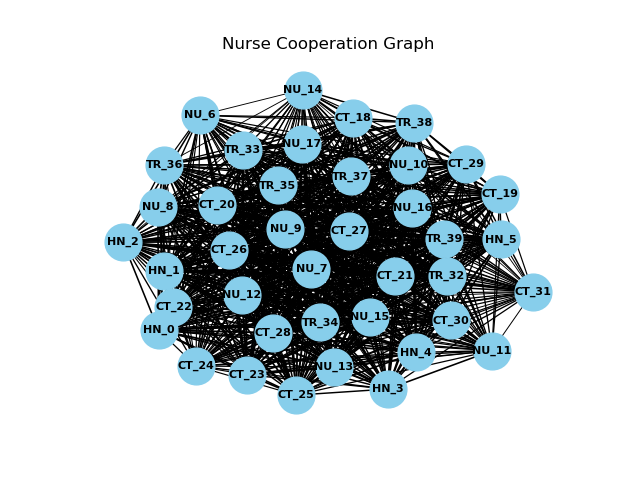 Nurse Cooperation Graph
NU_14
NU_6
CT_18
TR_38
NU_17
TR_33
TR_36
NU_10
CT_29
TR_37
TR_35
CT_19
CT_20
NU_8
NU_16
NU_9
CT_27
HN_2
TR_39
HN_5
CT_26
HN_1
NU_7
CT_21
TR_32
CT_31
NU_12
CT_22
NU_15
CT_30
TR_34
HN_0
CT_28
HN_4
NU_11
CT_24
NU_13
CT_23
HN_3
CT_25